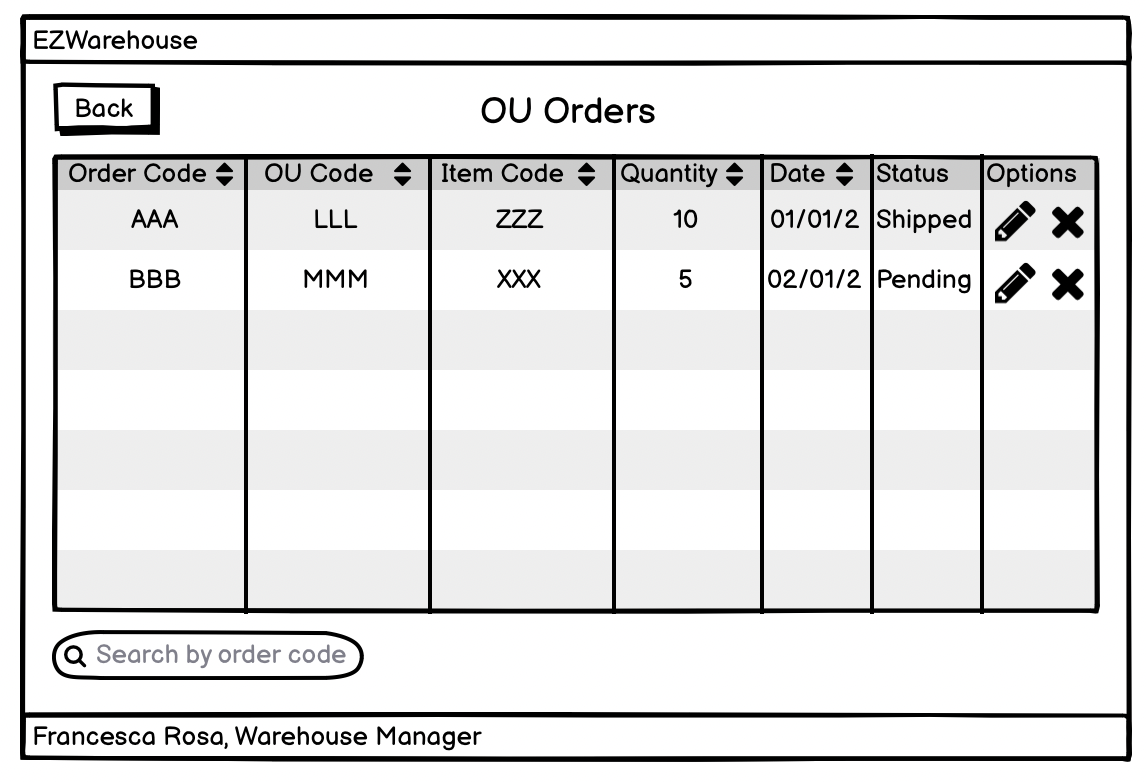 EZWarehouse
Back
OU Orders
Order Code OU Code Item Code Quantity Date Status Options
AAA LLL ZZZ 10 01/01/2 Shipped
BBB MMM XXX 5 02/01/2 Pending
Search by order code
Francesca Rosa, Warehouse Manager